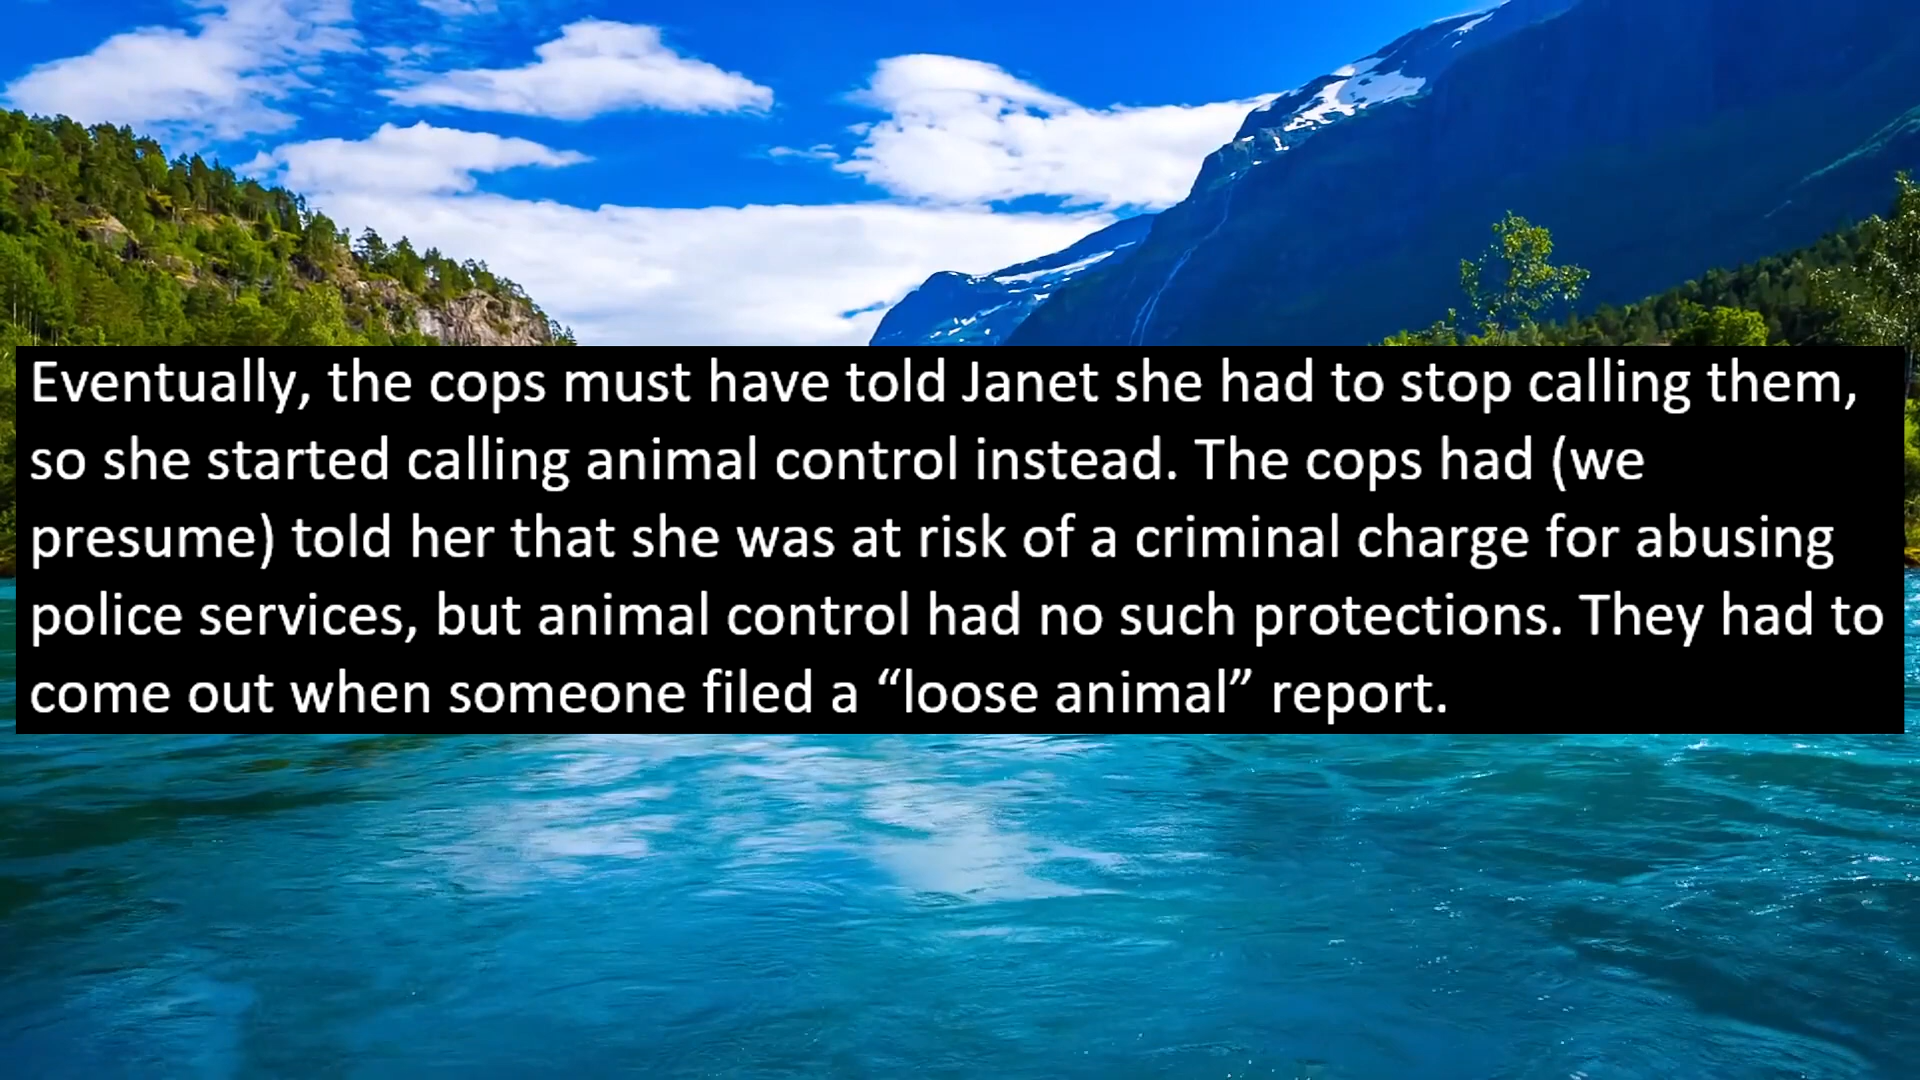 Eventually, the cops must have told Janet she had to stop calling them,
so she started calling animal control instead. The cops had (we
presume) told her that she was at risk of a criminal charge for abusing
police services, but animal control had no such protections. They had to
come out when someone filed a “loose animal” report.